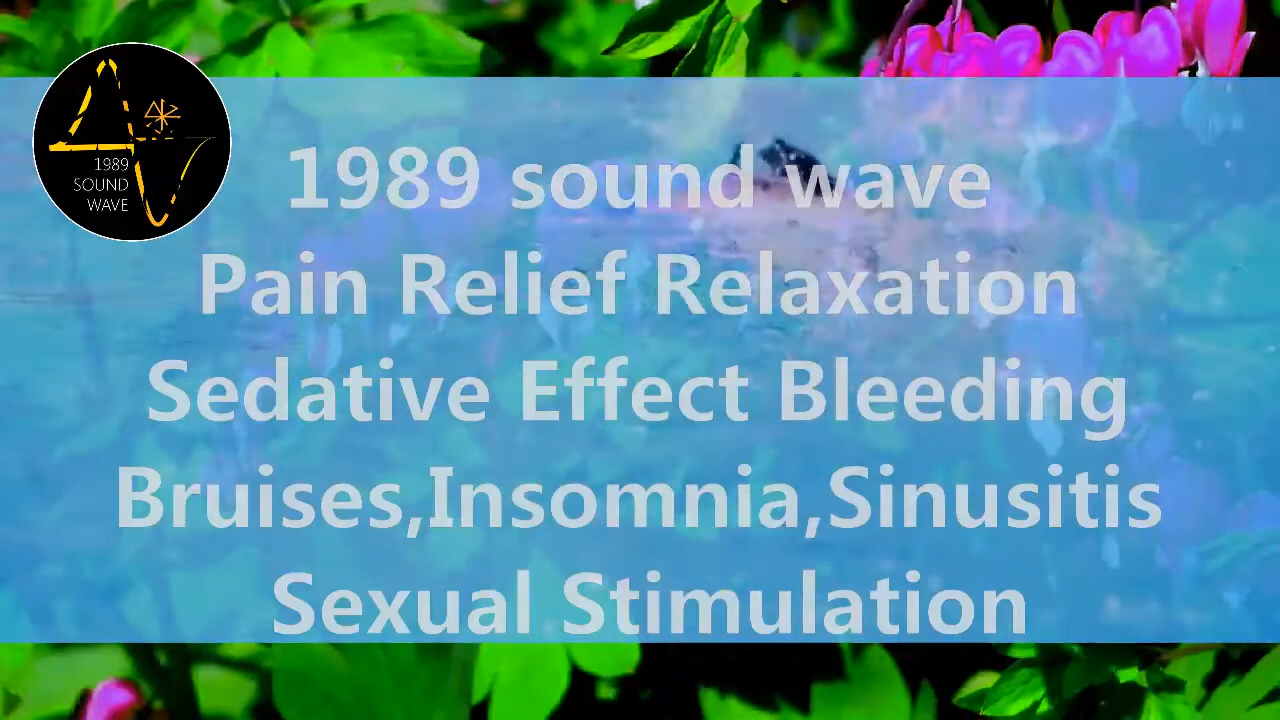 1989
SOUND
WAVE
1989 sound wave
Pain Relief Relaxation
Sedative Effect Bleeding
Bruises,Insomnia,Sinusitis
Sexual Stimulation